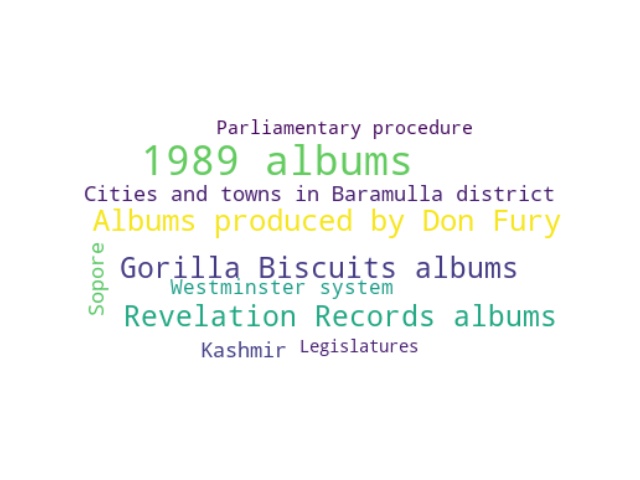 Parliamentary procedure
1989 albums
Cities and towns in Baramulla district
Albums produced by Don Fury
Sopore
Gorilla Biscuits albums
Westminster system
Revelation Records albums
Kashmir
Legislatures